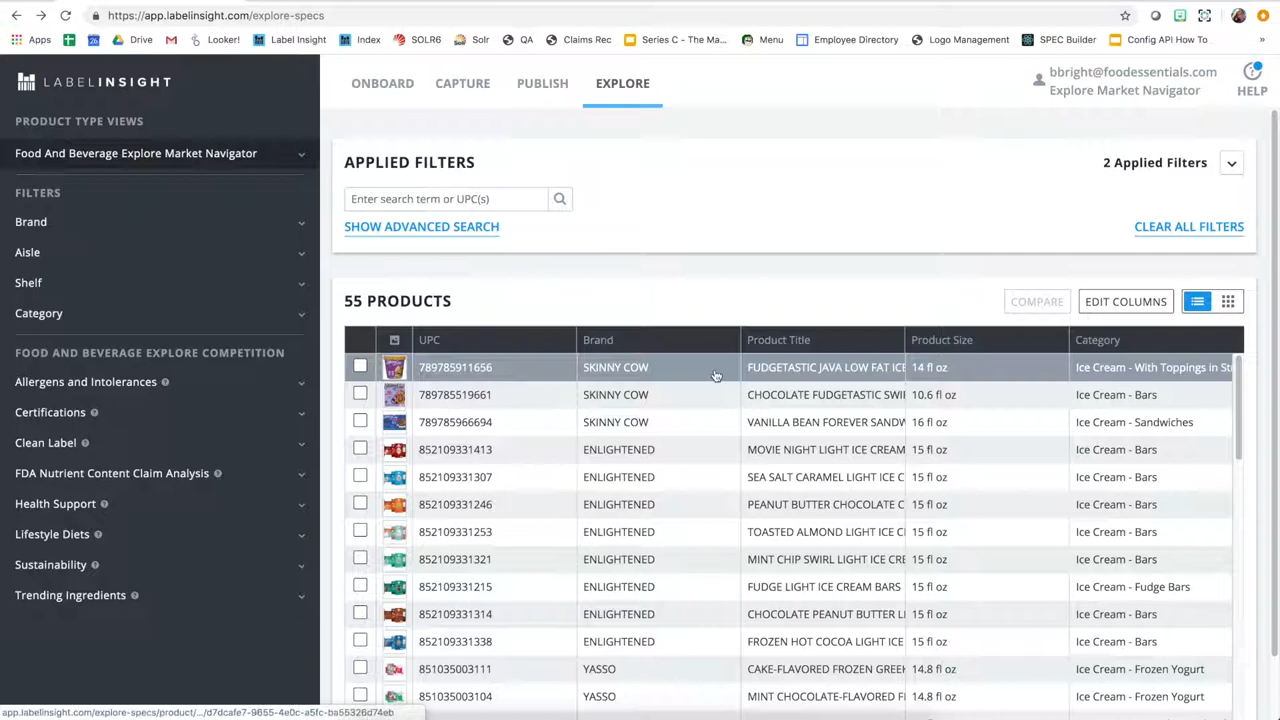 https://app.labelinsight.com/explore-specs
Apps
Drive
Looker!
Label Insight
Index
SOLR6
Solr
QA
Claims Rec
Series C - The Ma...
Menu
Employee Directory
Logo Management
SPEC Builder
Config API How To
»
LABELINSIGHT
ONBOARD CAPTURE PUBLISH EXPLORE
bbright@foodessentials.com
Explore Market Navigator
HELP
PRODUCT TYPE VIEWS
Food And Beverage Explore Market Navigator
FILTERS
Brand
Aisle
Shelf
Category
FOOD AND BEVERAGE EXPLORE COMPETITION
Allergens and Intolerances
Certifications
Clean Label
FDA Nutrient Content Claim Analysis
Health Support
Lifestyle Diets
Sustainability
Trending Ingredients
APPLIED FILTERS
2 Applied Filters
Enter search term or UPC(s)
SHOW ADVANCED SEARCH
CLEAR ALL FILTERS
55 PRODUCTS
COMPARE
EDIT COLUMNS
UPC Brand Product Title Product Size Category
789785911656 SKINNY COW FUDGETASTIC JAVA LOW FAT ICE 14 fl oz Ice Cream - With Toppings in Str
789785519661 SKINNY COW CHOCOLATE FUDGETASTIC SWIF 10.6 fl oz Ice Cream - Bars
789785966694 SKINNY COW VANILLA BEAN FOREVER SANDW 16 fl oz Ice Cream - Sandwiches
852109331413 ENLIGHTENED MOVIE NIGHT LIGHT ICE CREAM 15 fl oz Ice Cream - Bars
852109331307 ENLIGHTENED SEA SALT CARAMEL LIGHT ICE C 15 fl oz Ice Cream - Bars
852109331246 ENLIGHTENED PEANUT BUTTER CHOCOLATE C 15 fl oz Ice Cream - Bars
852109331253 ENLIGHTENED TOASTED ALMOND LIGHT ICE C 15 fl oz Ice Cream - Bars
852109331321 ENLIGHTENED MINT CHIP SWIRL LIGHT ICE CRE 15 fl oz Ice Cream - Bars
852109331215 ENLIGHTENED FUDGE LIGHT ICE CREAM BARS 15 fl oz Ice Cream - Fudge Bars
852109331314 ENLIGHTENED CHOCOLATE PEANUT BUTTER LI 15 fl oz Ice Cream - Bars
852109331338 ENLIGHTENED FROZEN HOT COCOA LIGHT ICE 15 fl oz Ice Cream - Bars
851035003111 YASSO CAKE-FLAVORED FROZEN GREEK 14.8 fl oz Ice Cream - Frozen Yogurt
851035003104 YASSO MINT CHOCOLATE-FLAVORED F 14.8 fl oz Ice Cream - Frozen Yogurt
app.labelinsight.com/explore-specs/product/.../d7dcafe7-9655-4e0c-a5fc-ba55326d74eb